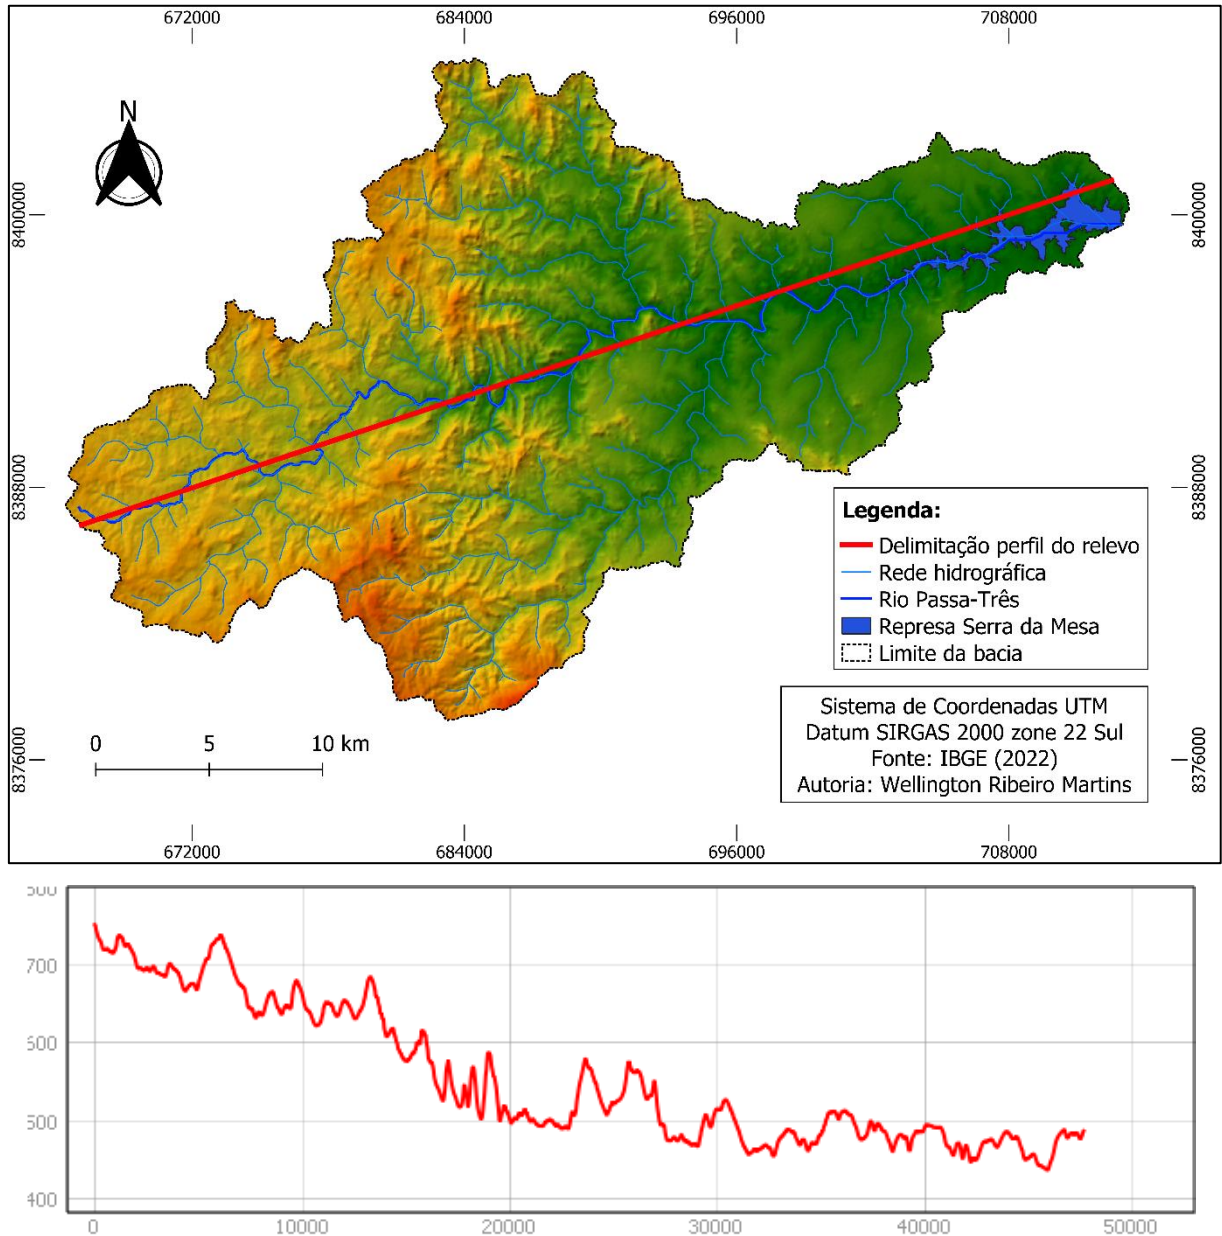 672000 684000 696000 708000
N
8400000 8400000
8388000 8388000
8376000 8376000
Legenda:
Delimitação perfil do relevo
Rede hidrográfica
Rio Passa-Três
Represa Serra da Mesa
Limite da bacia
Sistema de Coordenadas UTM
Datum SIRGAS 2000 zone 22 Sul
Fonte: IBGE (2022)
Autoria: Wellington Ribeiro Martins
0 5 10 km
672000 684000 696000 708000
700
600
500
400
0 10000 20000 30000 40000 50000